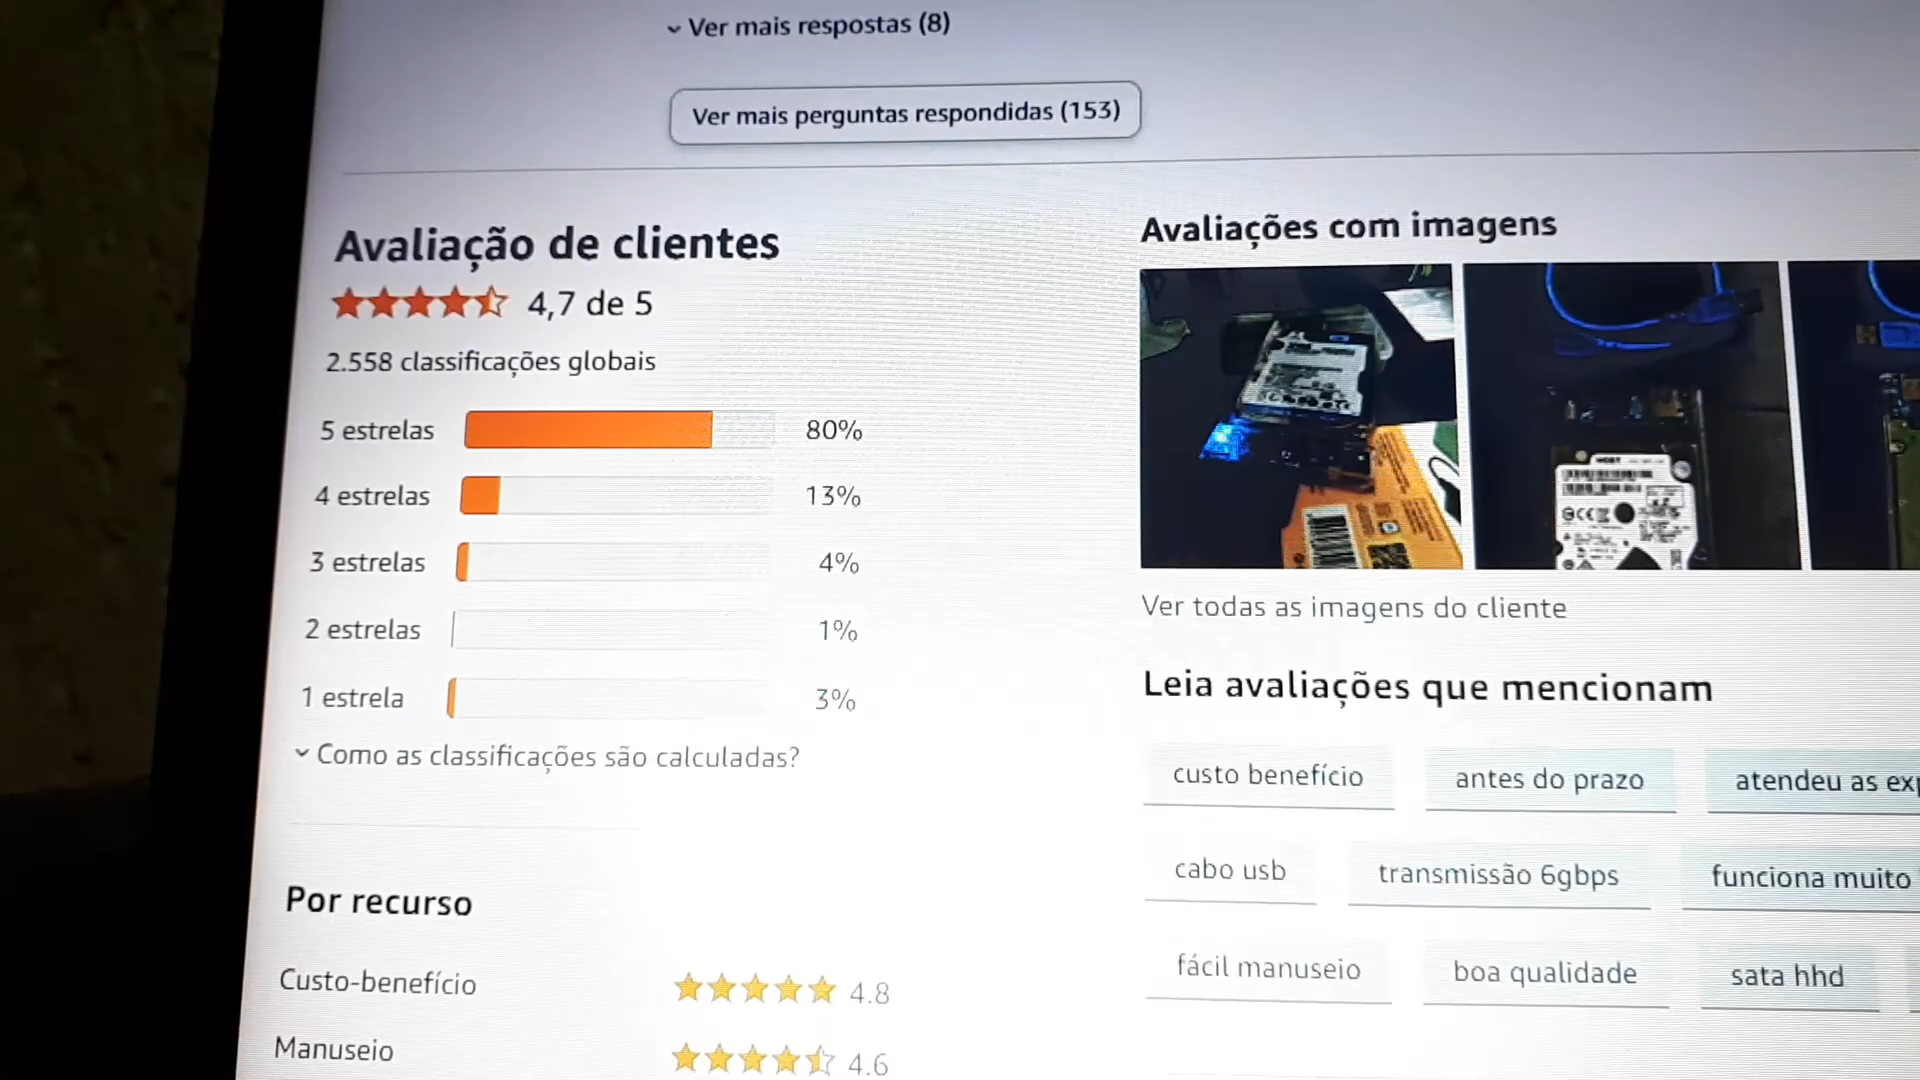 Ver mais respostas (8)
Ver mais perguntas respondidas (153)
Avaliação de clientes
4,7 de 5
2.558 classificações globais
5 estrelas 80%
4 estrelas 13%
3 estrelas 4%
2 estrelas 1%
1 estrela 3%
Como as classificações são calculadas?
Por recurso
Custo-benefício 4.8
Manuseio 4.6
Avaliações com imagens
Ver todas as imagens do cliente
Leia avaliações que mencionam
custo benefício antes do prazo atendeu as
cabo usb transmissão 6gbps funciona muito
fácil manuseio boa qualidade sata hhd